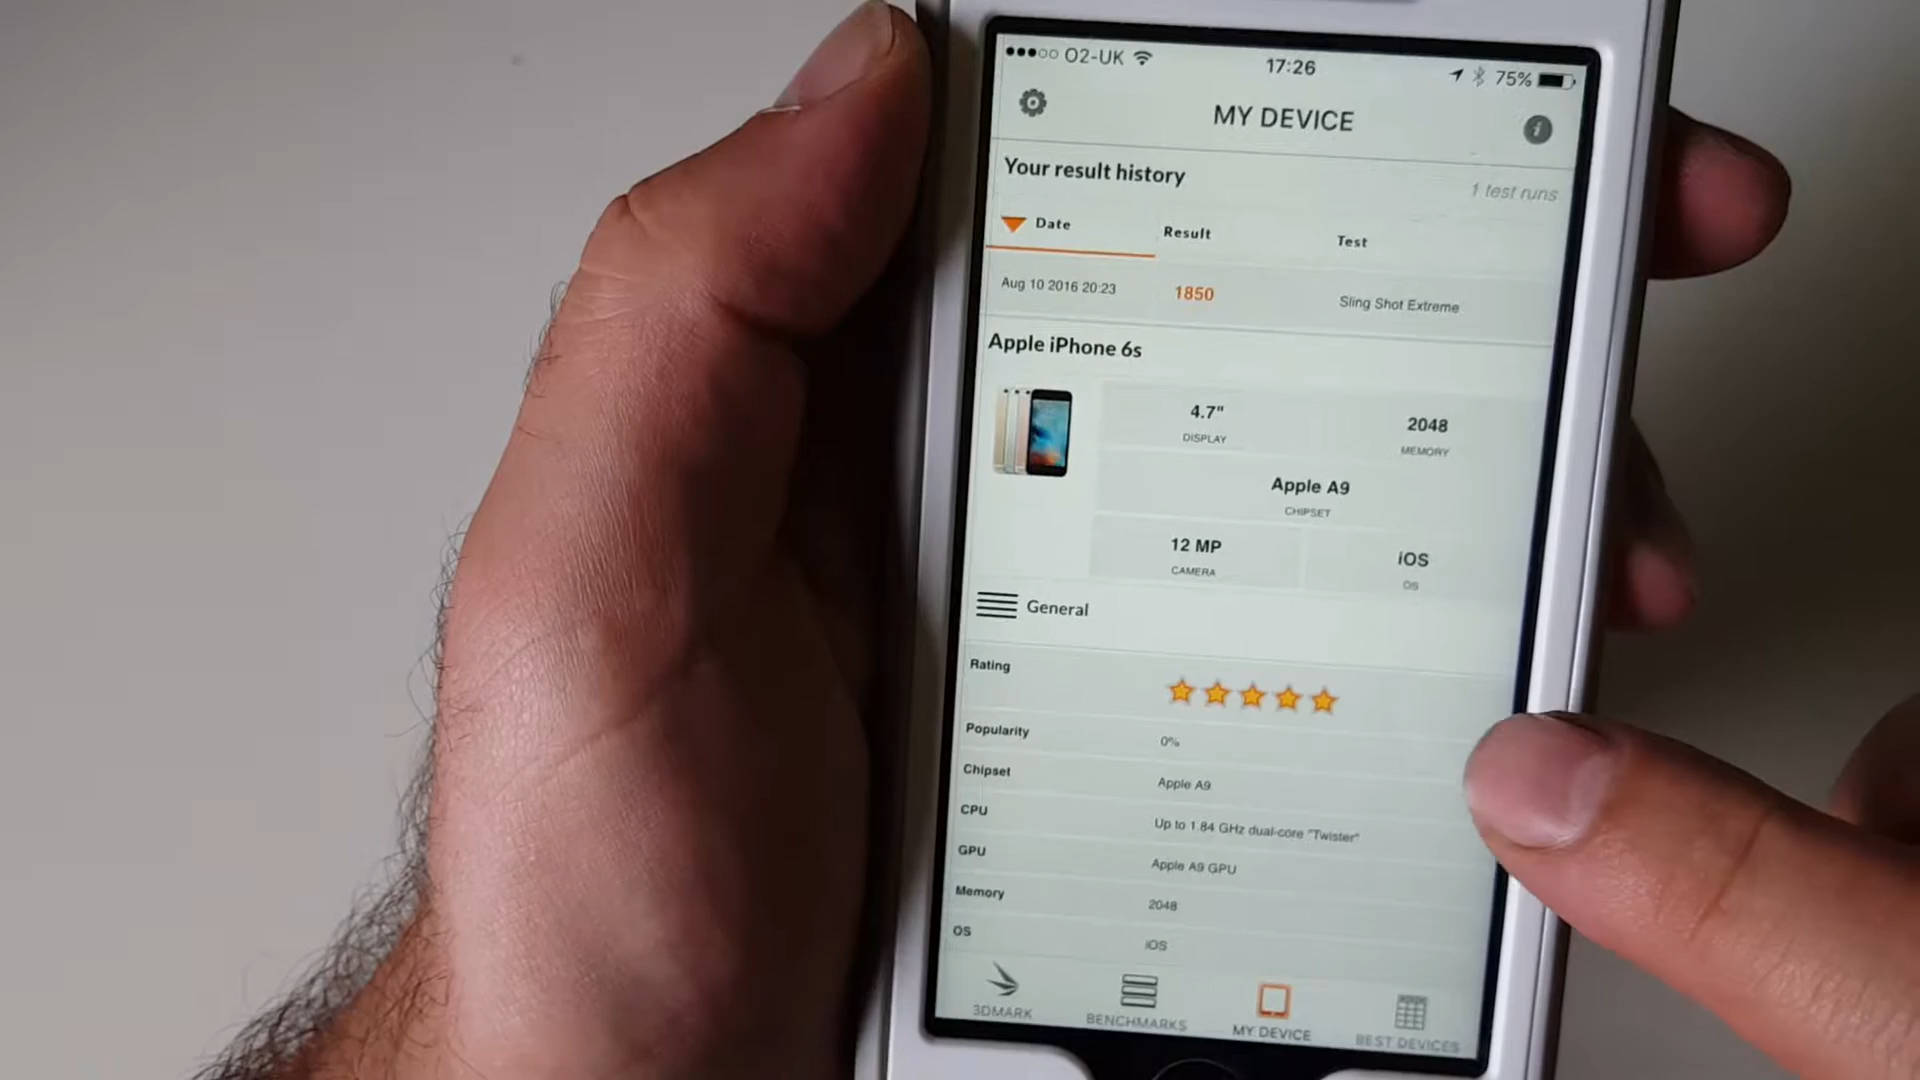 O2-UK 17:26 75%
MY DEVICE
Your result history 1 test runs
Date Result Test
Aug 10 2016 20:23 1850 Sling Shot Extreme
Apple iPhone 6s
4.7" 2048
DISPLAY MEMORY
Apple A9
CHIPSET
12 MP iOS
CAMERA OS
General
Rating
Popularity 0%
Chipset Apple A9
CPU Up to 1.84 GHz dual-core "Twister"
GPU Apple A9 GPU
Memory 2048
OS iOS
3DMARK BENCHMARKS MY DEVICE BEST DEVICES